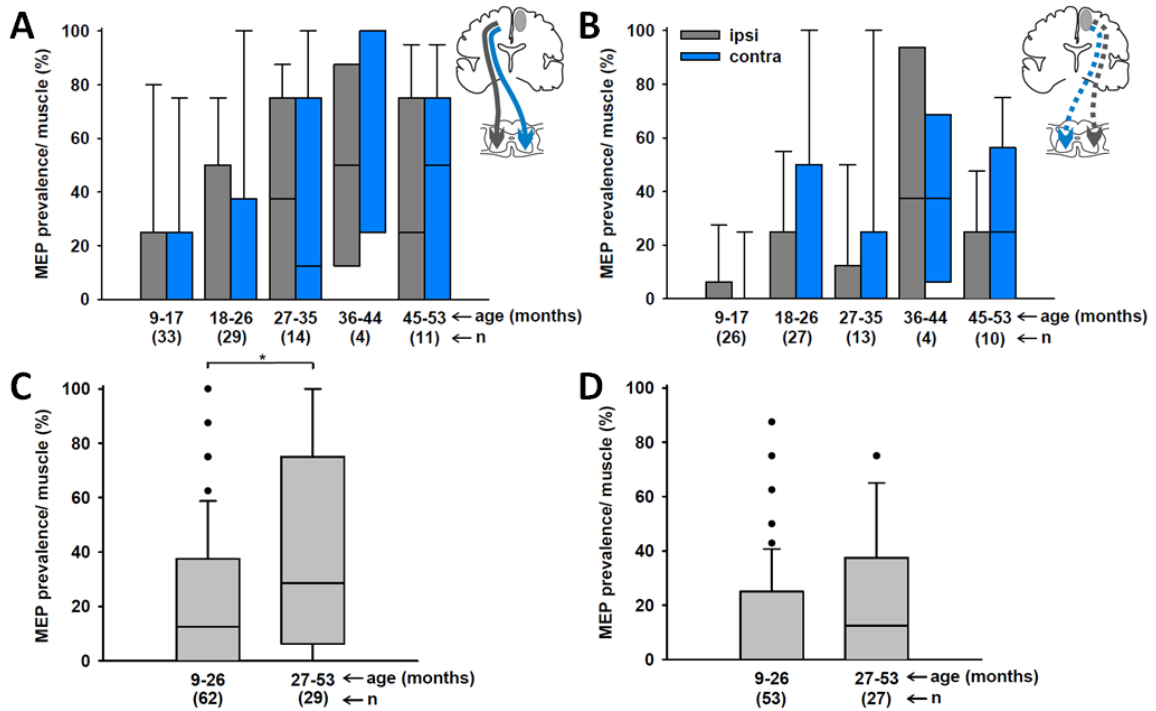 A
MEP prevalence/ muscle (%)
100
80
60
40
20
0
9-17 18-26 27-35 36-44 45-53 ←age (months)
(33) (29) (14) (4) (11) ←n
B
ipsi
contra
MEP prevalence/ muscle (%)
100
80
60
40
20
0
9-17 18-26 27-35 36-44 45-53 ←age (months)
(26) (27) (13) (4) (10) ←n
C
*
MEP prevalence/ muscle (%)
100
80
60
40
20
0
9-26 27-53 ←age (months)
(62) (29) ←n
D
MEP prevalence/ muscle (%)
100
80
60
40
20
0
9-26 27-53 ←age (months)
(53) (27) ←n